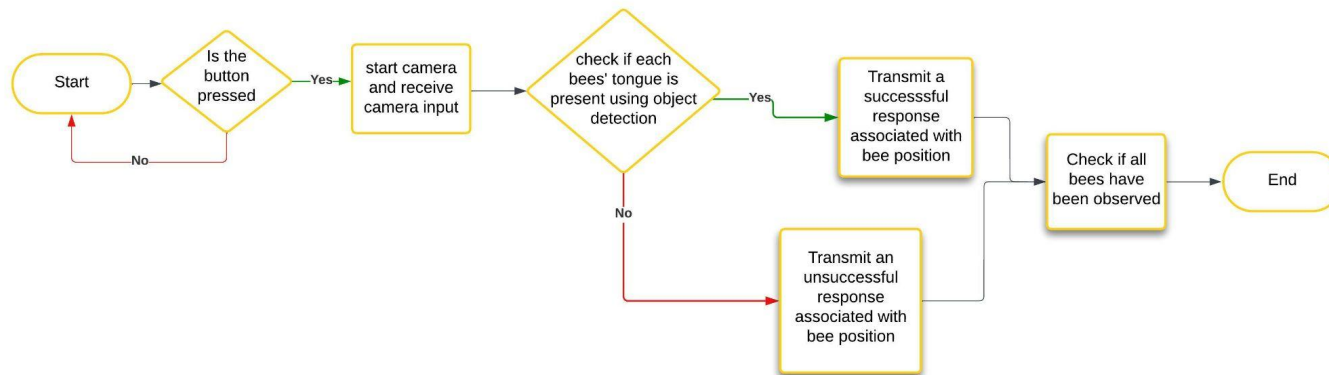 Start
Is the
button
pressed
Yes
No
start camera
and receive
camera input
check if each
bees' tongue is
present using object
detection
Yes
No
Transmit a
successsful
response
associated with
bee position
Transmit an
unsuccessful
response
associated with
bee position
Check if all
bees have
been observed
End